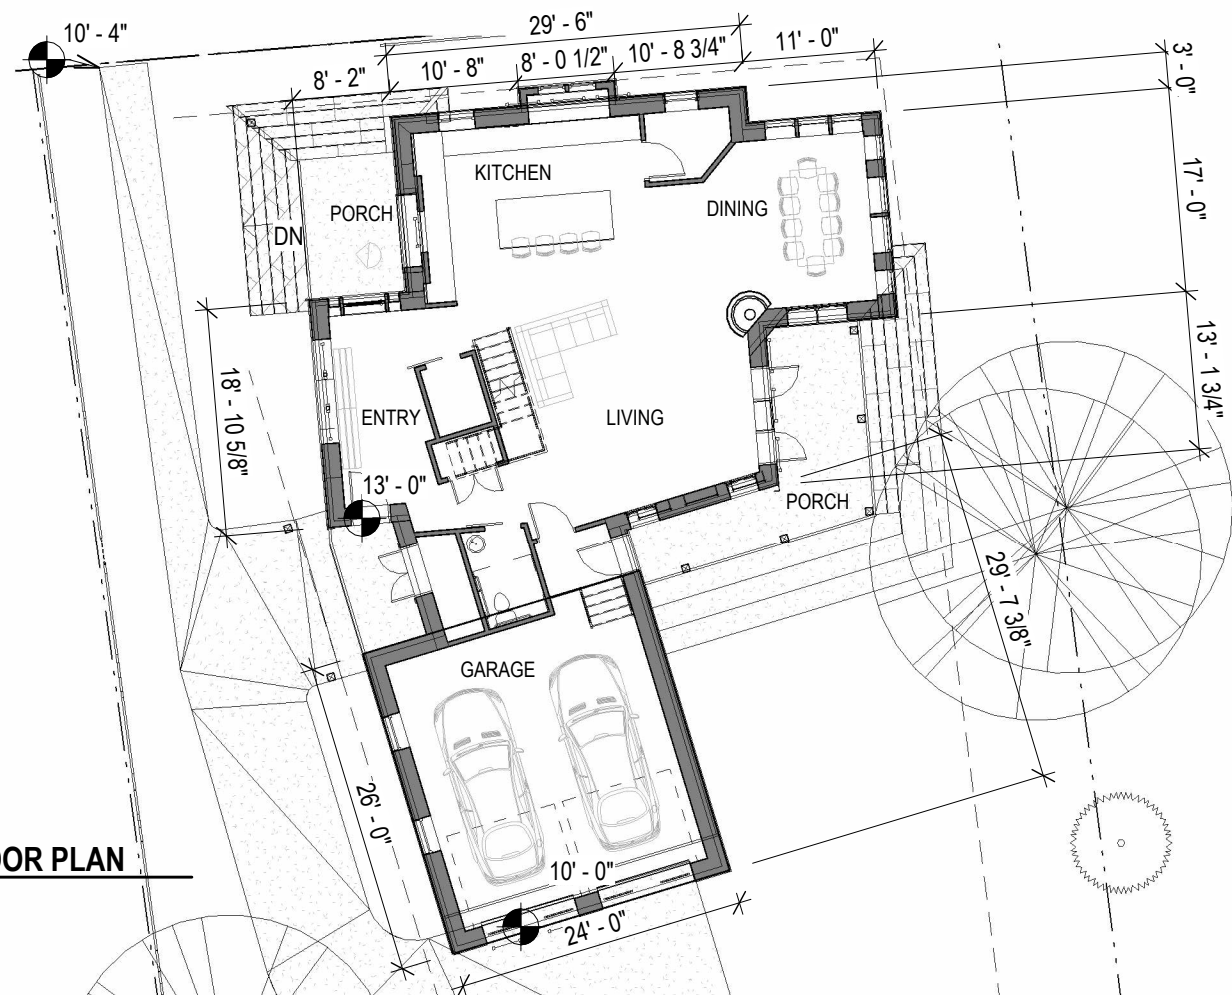 10' - 4"
29' - 6"
8' - 2"
10' - 8"
8' - 0 1/2"
10' - 8 3/4"
11' - 0"
3' - 0"
KITCHEN
PORCH
DN
DINING
17' - 0"
13' - 1 3/4"
18' - 10 5/8"
ENTRY
LIVING
13' - 0"
PORCH
29' - 7 3/8"
GARAGE
26' - 0"
OOR PLAN
10' - 0"
24' - 0"